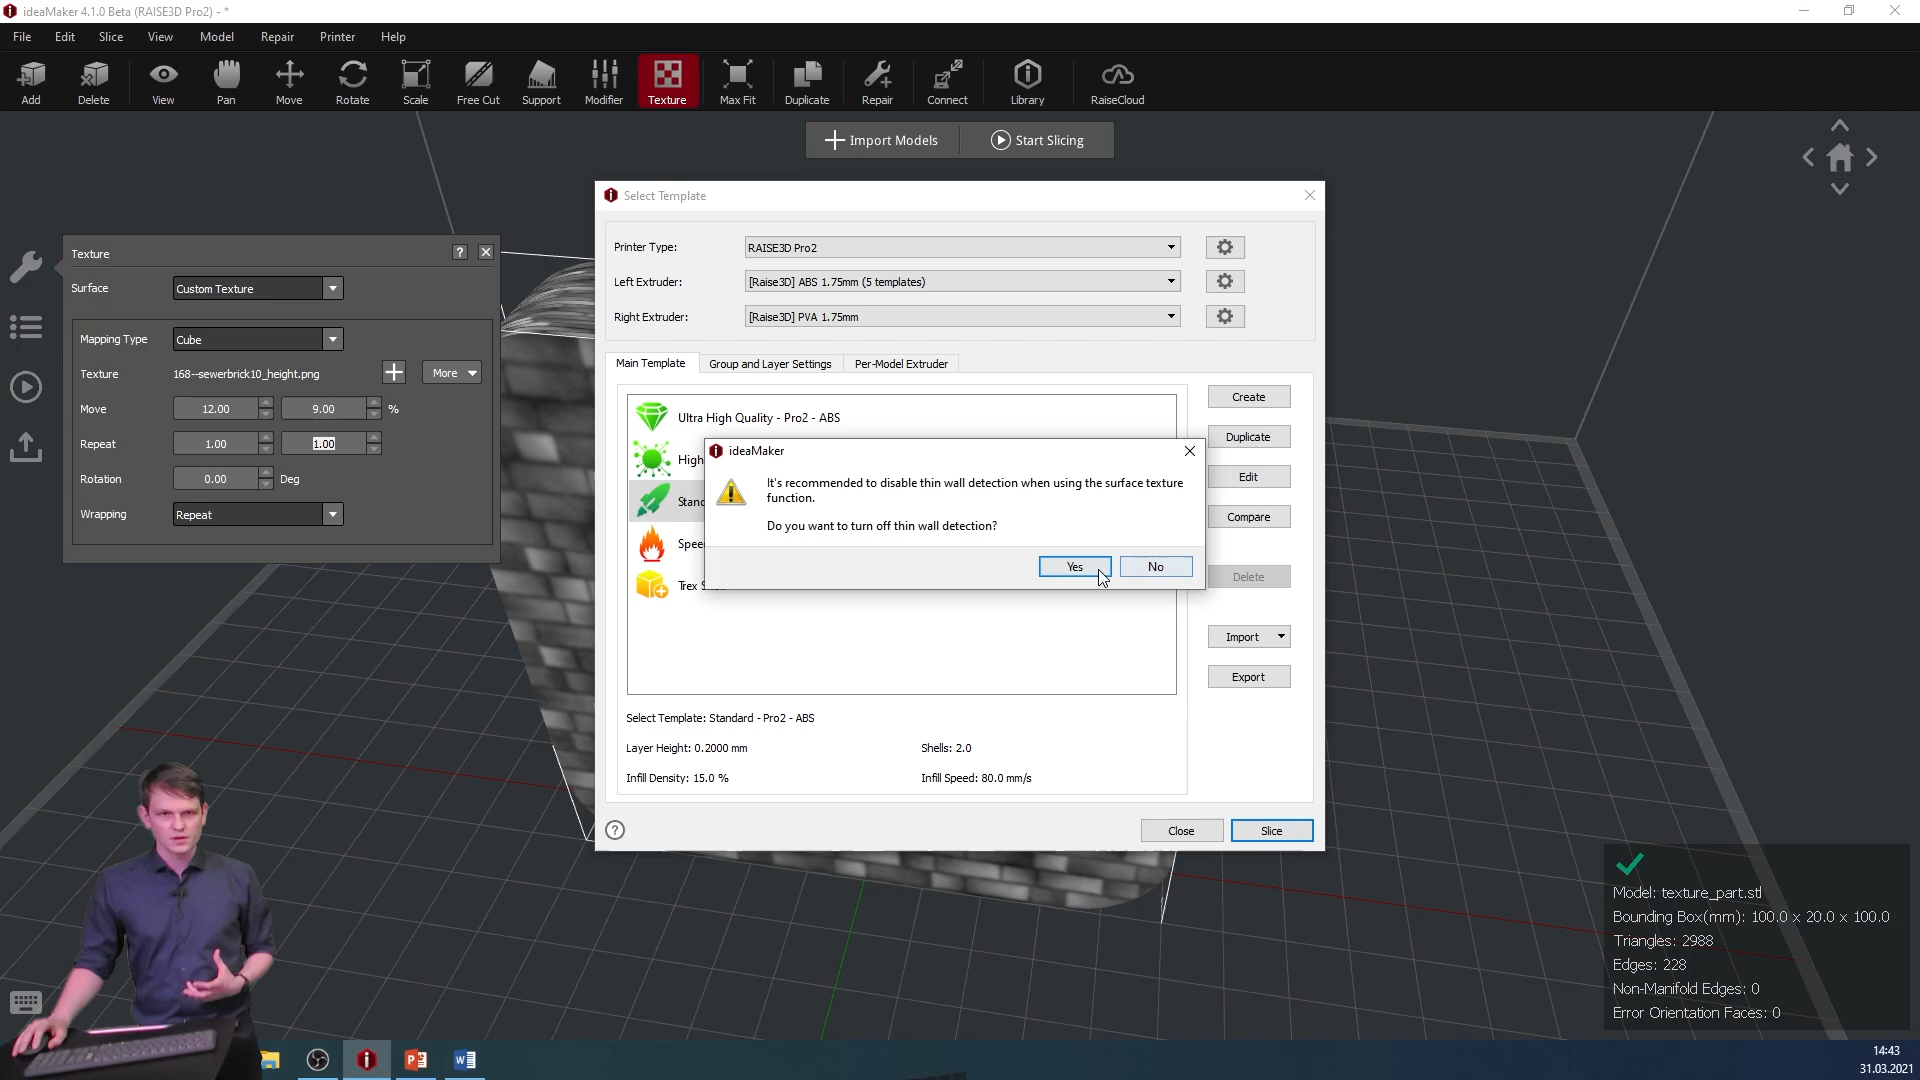 ideaMaker 4.1.0 Beta (RAISE3D Pro2) - *
File Edit Slice View Model Repair Printer Help
Add Delete View Pan Move Rotate Scale Free Cut Support Modifier Texture Max Fit Duplicate Repair Connect Library RaiseCloud
Import Models Start Slicing
Texture ?
Surface Custom Texture
Mapping Type Cube
Texture 168--sewerbrick10_height.png More
Move 12.00 9.00 %
Repeat 1.00 1.00
Rotation 0.00 Deg
Wrapping Repeat
Select Template
Printer Type: RAISE3D Pro2
Left Extruder: [Raise3D] ABS 1.75mm (5 templates)
Right Extruder: [Raise3D] PVA 1.75mm
Main Template Group and Layer Settings Per-Model Extruder
Ultra High Quality - Pro2 - ABS
High
Stand
Spee
Trex S
Create
Duplicate
Edit
Compare
Delete
Import
Export
ideaMaker
It's recommended to disable thin wall detection when using the surface texture
function.
Do you want to turn off thin wall detection?
Yes No
Select Template: Standard - Pro2 - ABS
Layer Height: 0.2000 mm Shells: 2.0
Infill Density: 15.0 % Infill Speed: 80.0 mm/s
? Close Slice
Model: texture_part.stl
Bounding Box(mm): 100.0 x 20.0 x 100.0
Triangles: 2988
Edges: 228
Non-Manifold Edges: 0
Error Orientation Faces: 0
14:43
31.03.2021